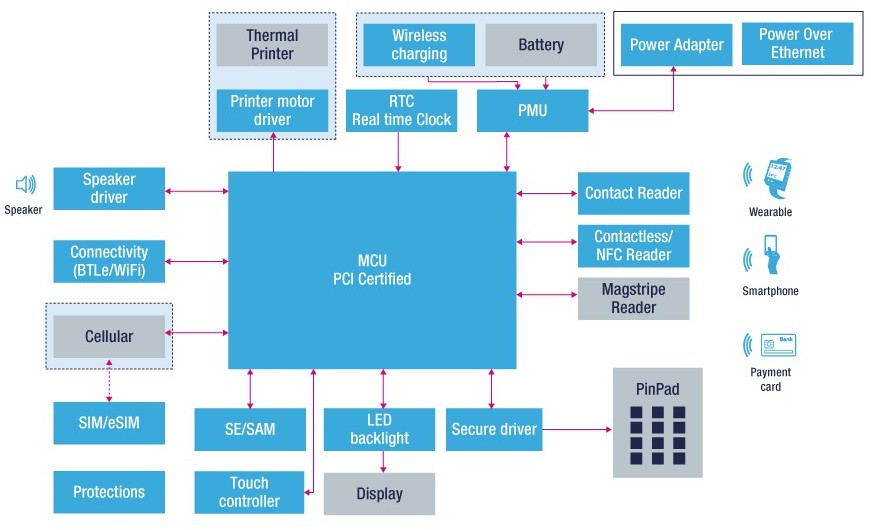 Thermal
Printer
Wireless
charging
Battery
Power Adapter
Power Over
Ethernet
Printer motor
driver
RTC
Real time Clock
PMU
Speaker
Speaker
driver
Connectivity
(BTLe/WiFi)
Cellular
SIM/eSIM
Protections
MCU
PCI Certified
Contact Reader
Contactless/
NFC Reader
Magstripe
Reader
12:47
Wearable
Smartphone
Bank
Payment
card
SE/SAM
Touch
controller
LED
backlight
Display
Secure driver
PinPad